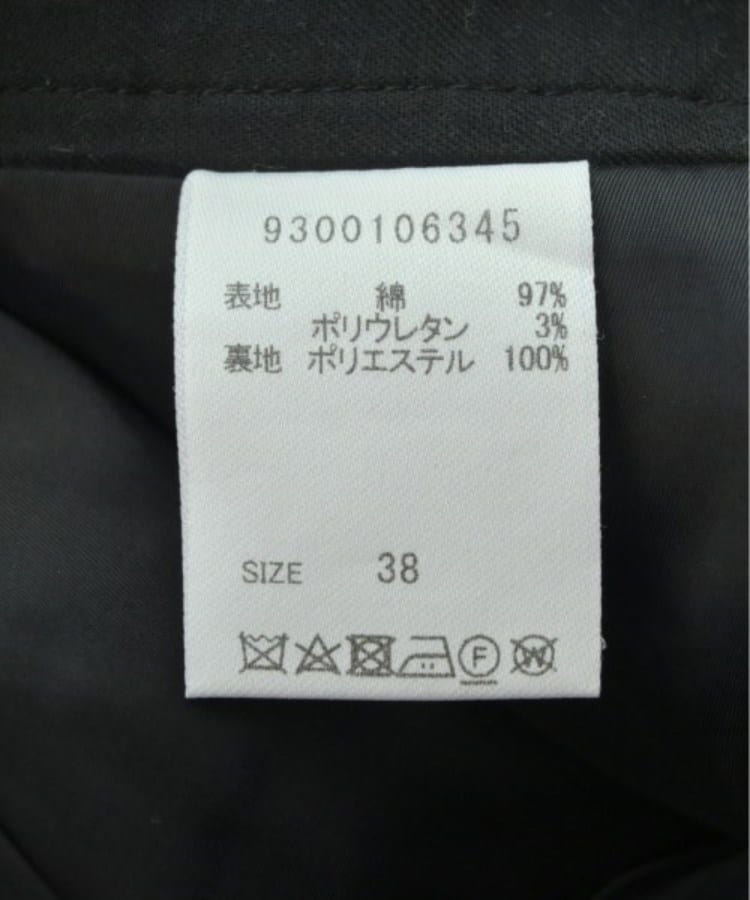 9300106345
表地 綿 97%
ポリウレタン 3%
裏地 ポリエステル 100%
SIZE 38
F W